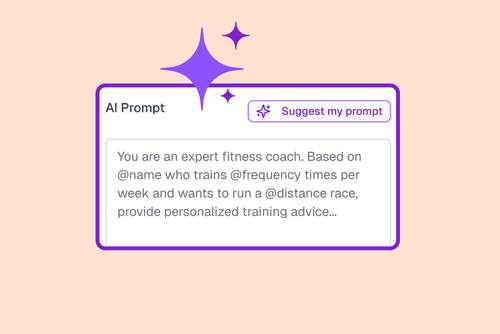 AI Prompt
Suggest my prompt
You are an expert fitness coach. Based on
@name who trains @frequency times per
week and wants to run a @distance race,
provide personalized training advice...